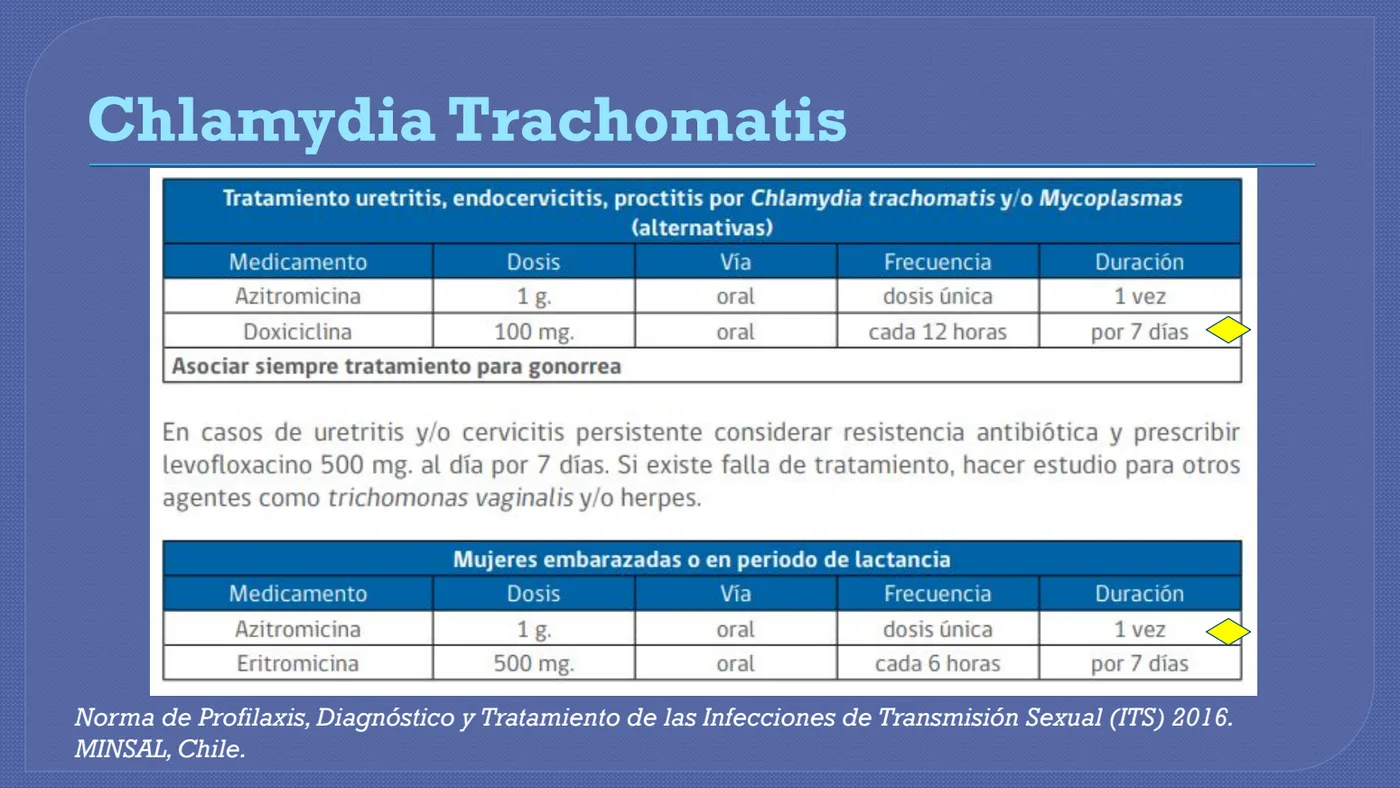 Chlamydia Trachomatis
Tratamiento uretritis, endocervicitis, proctitis por Chlamydia trachomatis y/o Mycoplasmas
(alternativas)
Medicamento Dosis Vía Frecuencia Duración
Azitromicina 1 g. oral dosis única 1 vez
Doxiciclina 100 mg. oral cada 12 horas por 7 días
Asociar siempre tratamiento para gonorrea
En casos de uretritis y/o cervicitis persistente considerar resistencia antibiótica y prescribir
levofloxacino 500 mg. al día por 7 días. Si existe falla de tratamiento, hacer estudio para otros
agentes como trichomonas vaginalis y/o herpes.
Mujeres embarazadas o en periodo de lactancia
Medicamento Dosis Vía Frecuencia Duración
Azitromicina 1 g. oral dosis única 1 vez
Eritromicina 500 mg. oral cada 6 horas por 7 días
Norma de Profilaxis, Diagnóstico y Tratamiento de las Infecciones de Transmisión Sexual (ITS) 2016.
MINSAL, Chile.